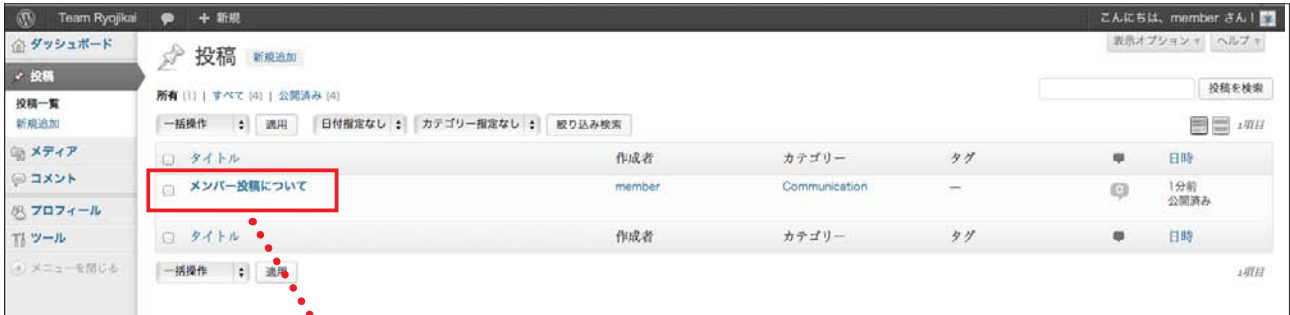 Team Ryojikai + 新規 こんにちは、member さん!
ダッシュボード
投稿
投稿一覧
新規追加
メディア
コメント
プロフィール
ツール
メニューを閉じる
投稿 新規追加
表示オプション ヘルプ
所有 (1) | すべて (4) | 公開済み (4)
投稿を検索
一括操作 適用 日付指定なし カテゴリー指定なし 絞り込み検索 1項目
タイトル 作成者 カテゴリー タグ 日時
メンバー投稿について member Communication — 0 1分前
公開済み
タイトル 作成者 カテゴリー タグ 日時
一括操作 適用 1項目